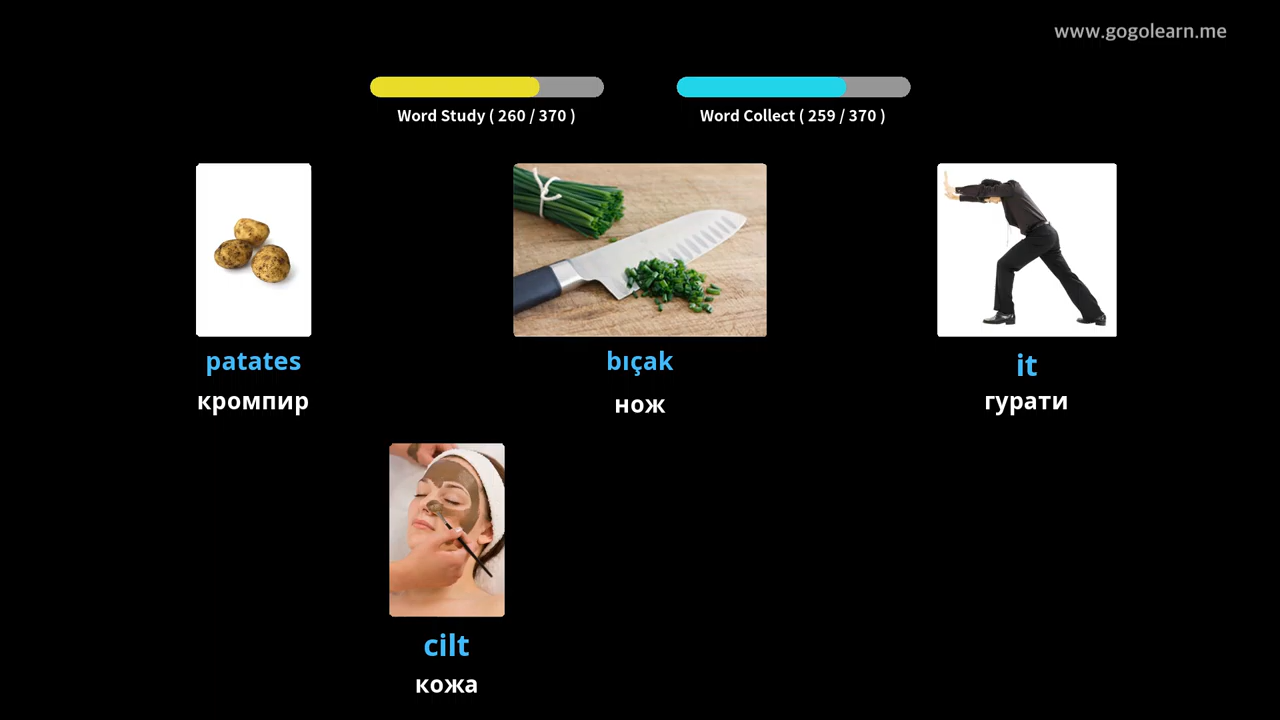 www.gogolearn.me
Word Study ( 260 / 370 )
Word Collect ( 259 / 370 )
patates
bıçak
it
кромпир
нож
гурати
cilt
кожа